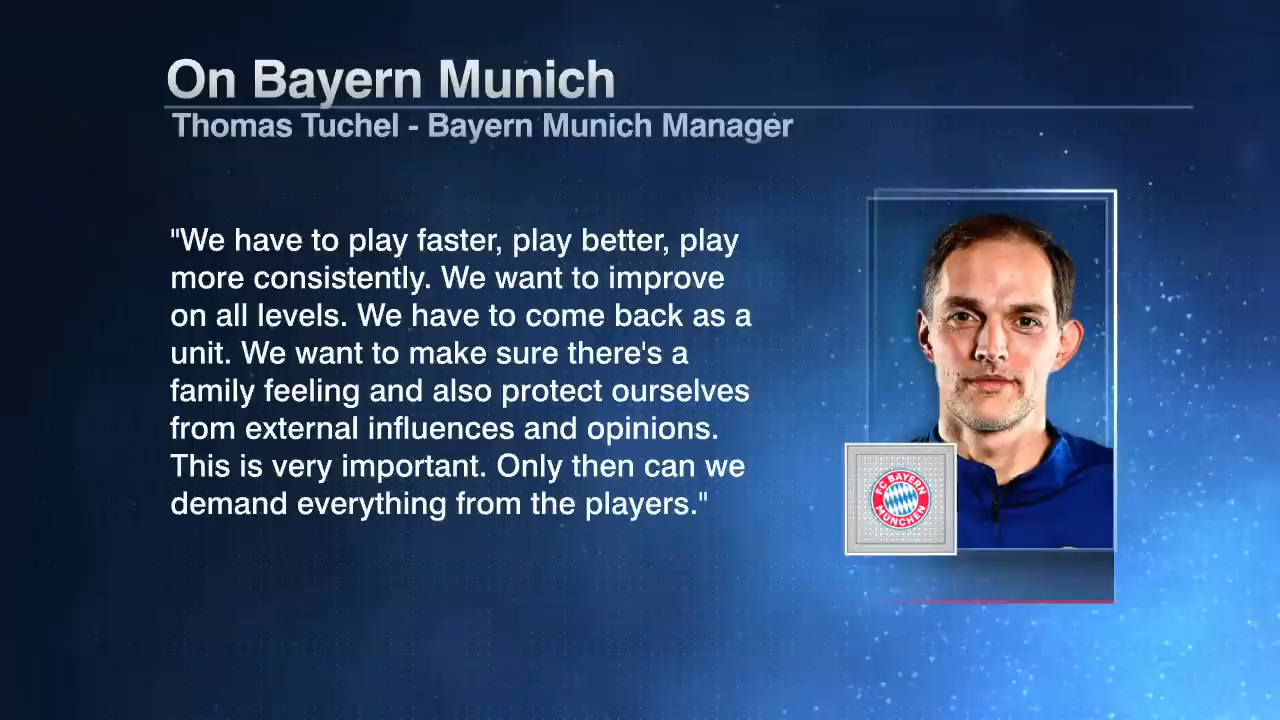 On Bayern Munich
Thomas Tuchel - Bayern Munich Manager
"We have to play faster, play better, play
more consistently. We want to improve
on all levels. We have to come back as a
unit. We want to make sure there's a
family feeling and also protect ourselves
from external influences and opinions.
This is very important. Only then can we
demand everything from the players."
FC BAYERN
MÜNCHEN